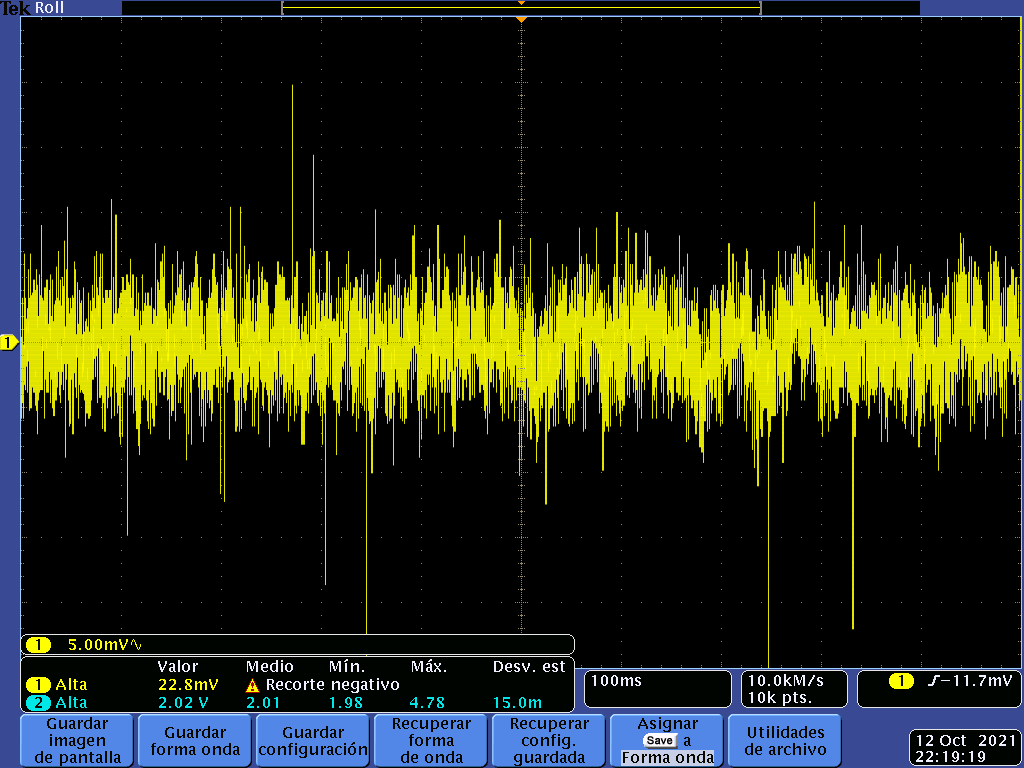 Tek Roll
1
1 5.00mV∿
Valor Medio Mín. Máx. Desv. est
1 Alta 22.8mV Recorte negativo
2 Alta 2.02 V 2.01 1.98 4.78 15.0m
100ms
10.0kM/s
10k pts.
1 -11.7mV
Guardar
imagen
de pantalla
Guardar
forma onda
Guardar
configuración
Recuperar
forma
de onda
Recuperar
config.
guardada
Asignar
Save a
Forma onda
Utilidades
de archivo
12 Oct 2021
22:19:19